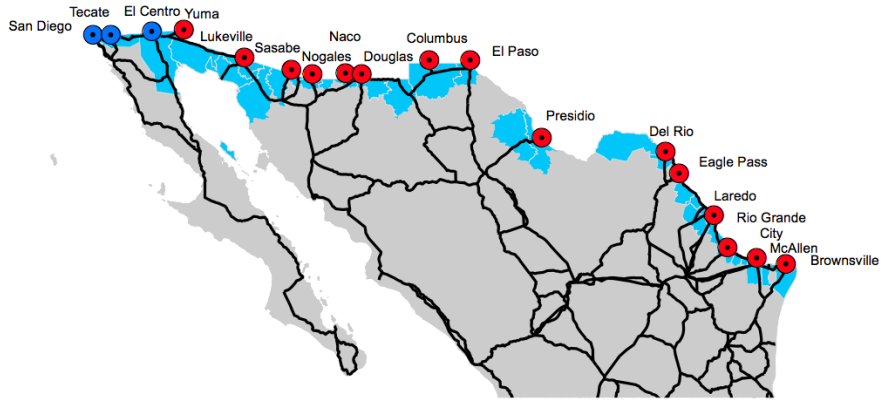 Tecate
El Centro
Yuma
San Diego
Lukeville
Sasabe
Nogales
Naco
Douglas
Columbus
El Paso
Presidio
Del Rio
Eagle Pass
Laredo
Rio Grande
City
McAllen
Brownsville